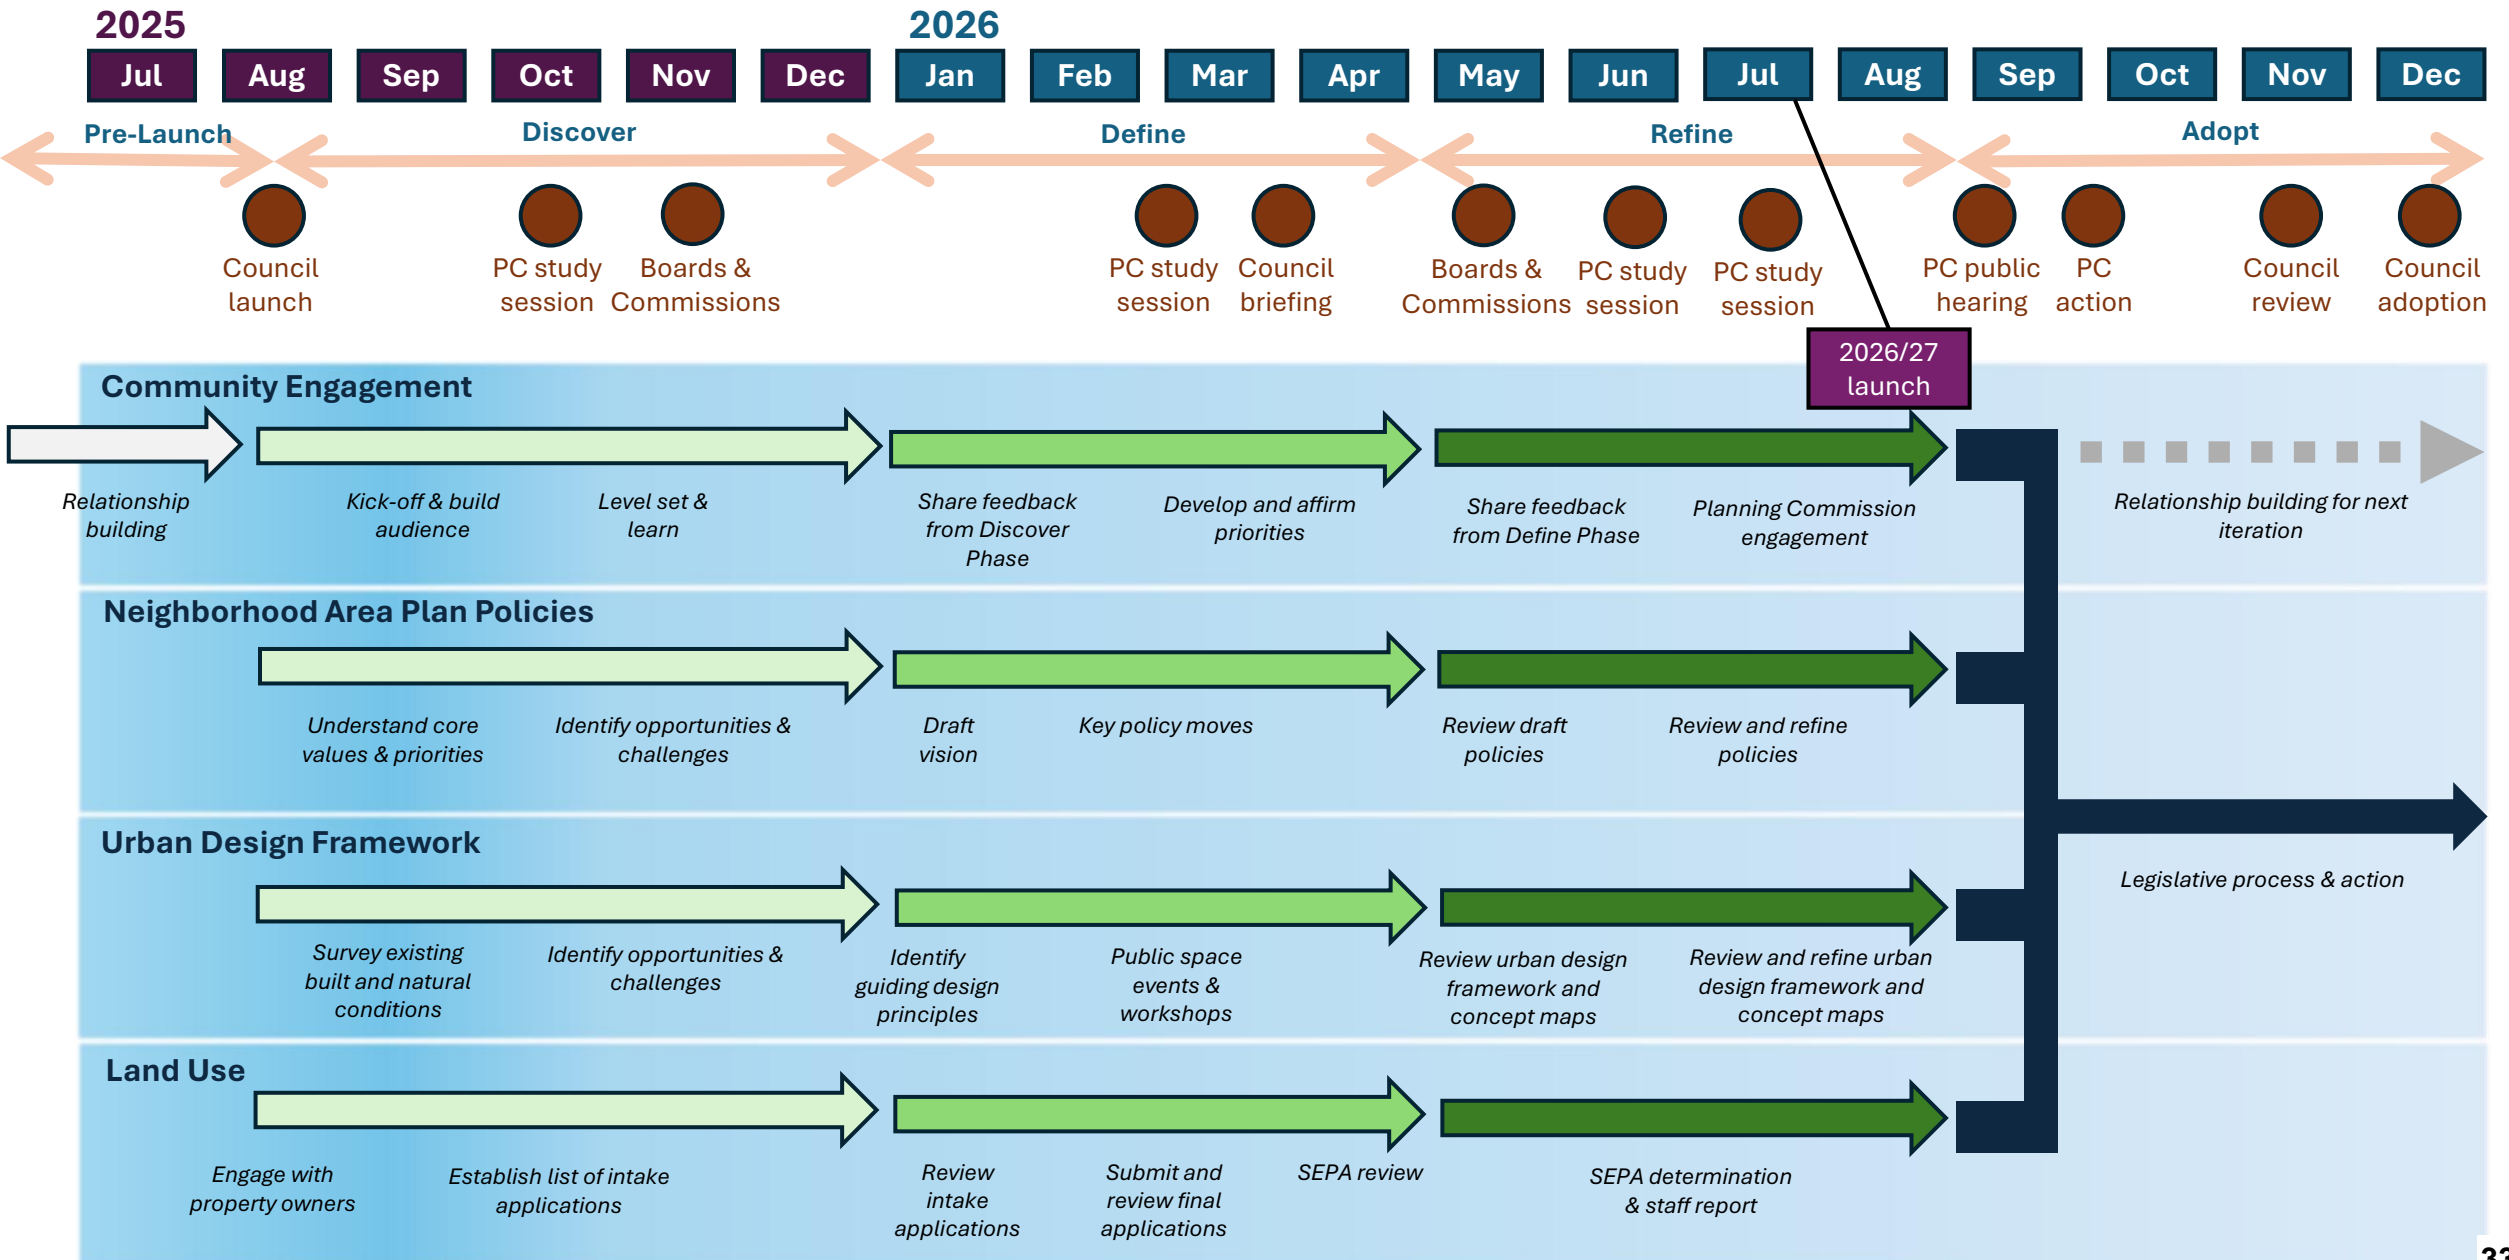 2025
2026
Jul
Aug
Sep
Oct
Nov
Dec
Jan
Feb
Mar
Apr
May
Jun
Jul
Aug
Sep
Oct
Nov
Dec
Pre-Launch
Discover
Define
Refine
Adopt
Council
launch
PC study
session
Boards &
Commissions
PC study
session
Council
briefing
Boards &
Commissions
PC study
session
PC study
session
PC public
hearing
PC
action
Council
review
Council
adoption
2026/27
launch
Community Engagement
Relationship
building
Kick-off & build
audience
Level set &
learn
Share feedback
from Discover
Phase
Develop and affirm
priorities
Share feedback
from Define Phase
Planning Commission
engagement
Relationship building for next
iteration
Neighborhood Area Plan Policies
Understand core
values & priorities
Identify opportunities &
challenges
Draft
vision
Key policy moves
Review draft
policies
Review and refine
policies
Urban Design Framework
Survey existing
built and natural
conditions
Identify opportunities &
challenges
Identify
guiding design
principles
Public space
events &
workshops
Review urban design
framework and
concept maps
Review and refine urban
design framework and
concept maps
Legislative process & action
Land Use
Engage with
property owners
Establish list of intake
applications
Review
intake
applications
Submit and
review final
applications
SEPA review
SEPA determination
& staff report